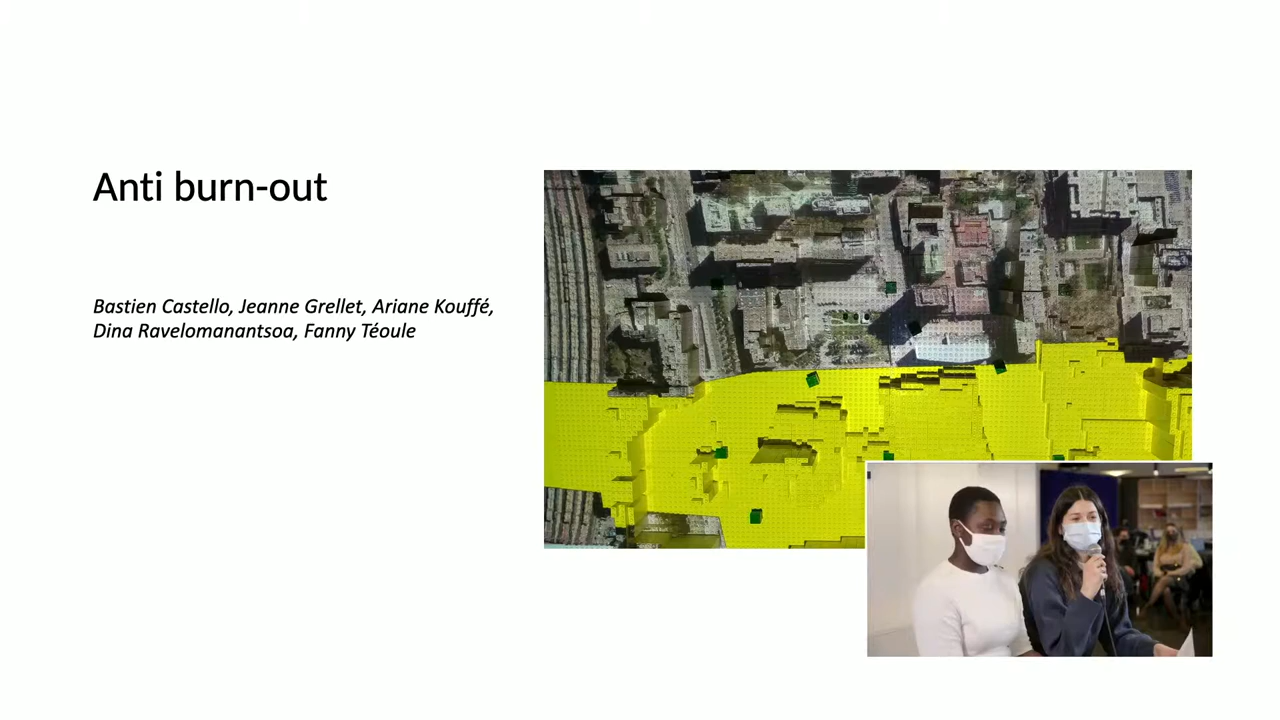 Anti burn-out
Bastien Castello, Jeanne Grellet, Ariane Kouffé,
Dina Ravelomanantsoa, Fanny Téoule